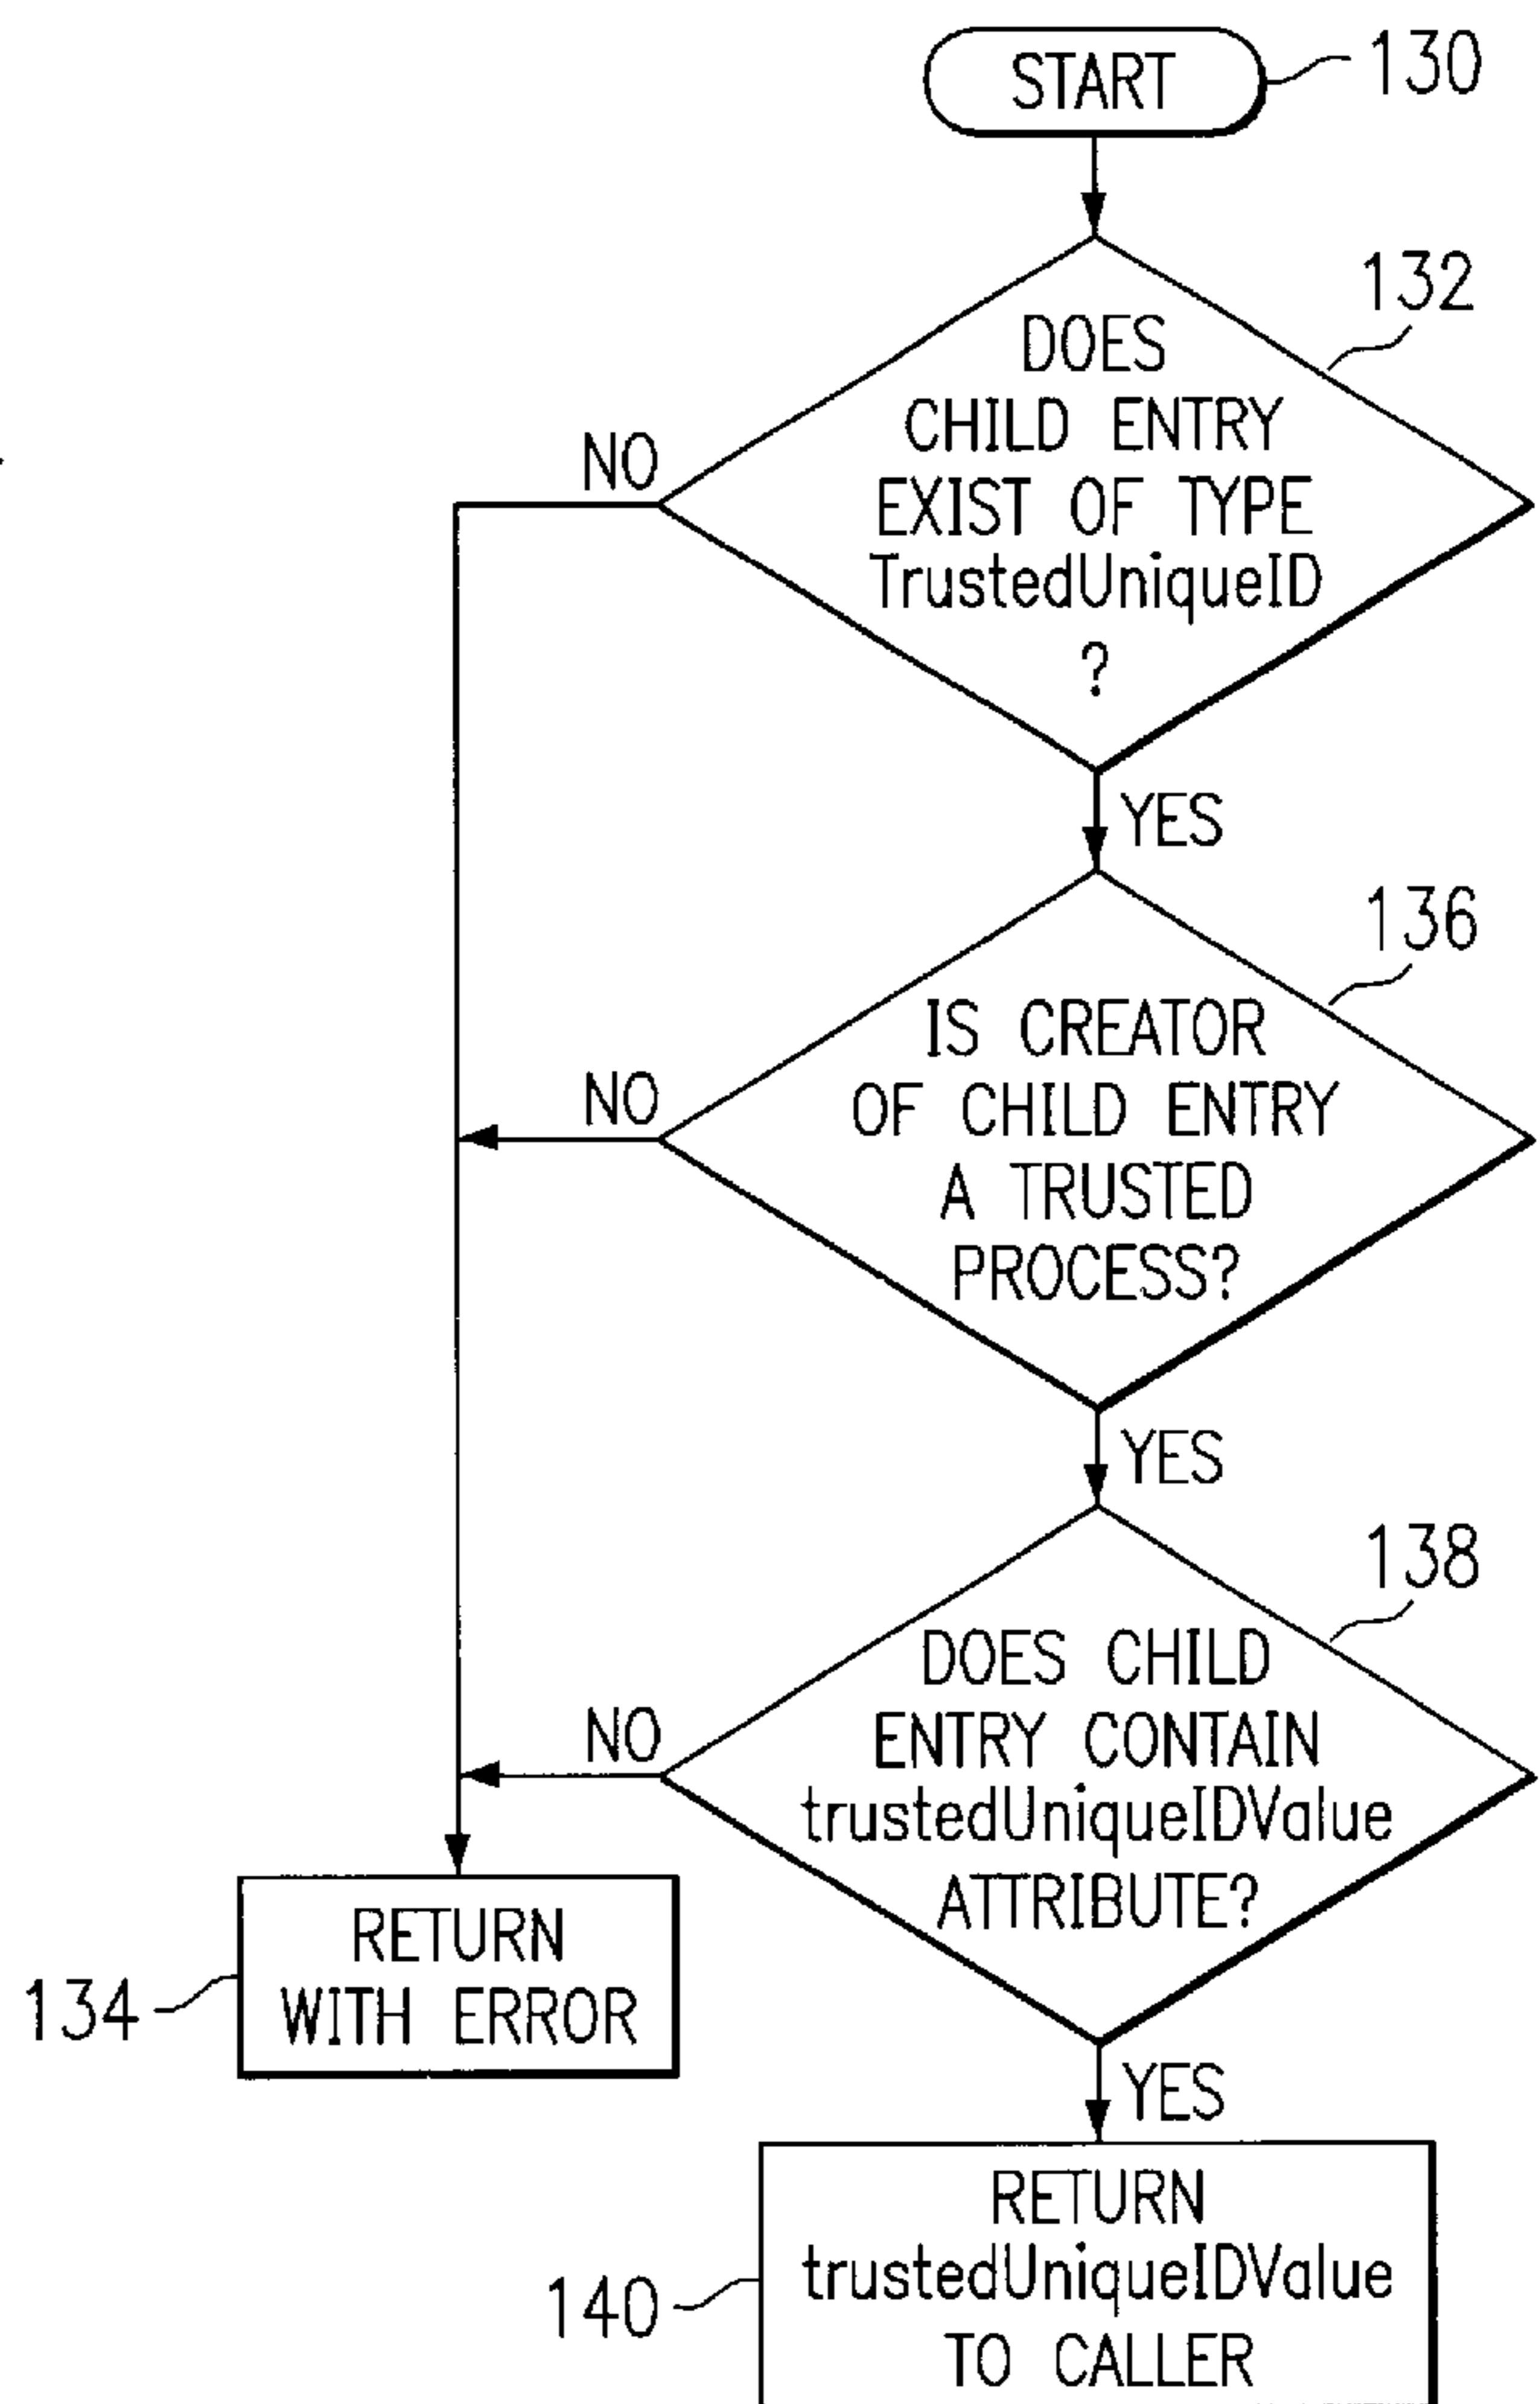 START
130
132
DOES
CHILD ENTRY
EXIST OF TYPE
TrustedUniqueID
?
NO
YES
136
IS CREATOR
OF CHILD ENTRY
A TRUSTED
PROCESS?
NO
YES
138
DOES CHILD
ENTRY CONTAIN
trustedUniqueIDValue
ATTRIBUTE?
NO
RETURN
WITH ERROR
134
YES
RETURN
trustedUniqueIDValue
TO CALLER
140